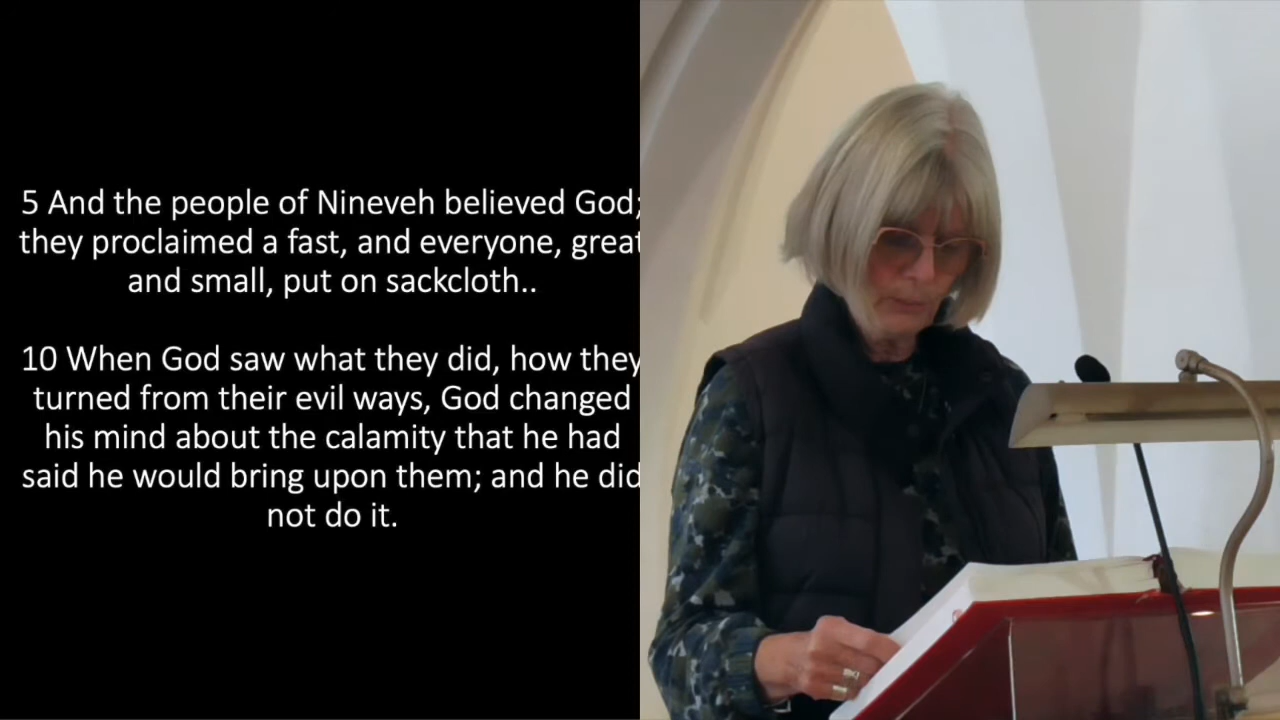 5 And the people of Nineveh believed God;
they proclaimed a fast, and everyone, great
and small, put on sackcloth..
10 When God saw what they did, how they
turned from their evil ways, God changed
his mind about the calamity that he had
said he would bring upon them; and he did
not do it.